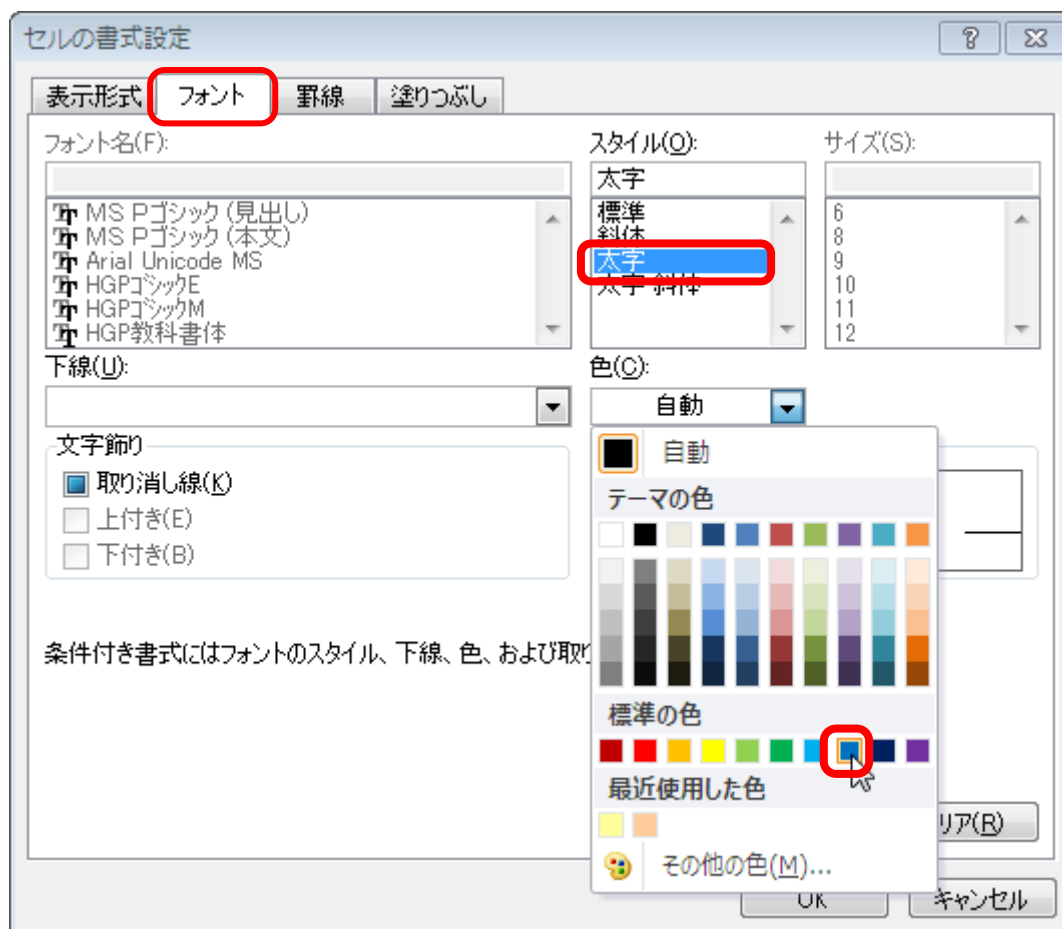 セルの書式設定
表示形式 フォント 罫線 塗りつぶし
フォント名(F): スタイル(O): サイズ(S):
太字
MS Pゴシック (見出し) 標準 6
MS Pゴシック (本文) 斜体 8
Arial Unicode MS 太字 9
HGPゴシックE 太字 斜体 10
HGPゴシックM 11
HGP教科書体 12
下線(U): 色(C):
自動
文字飾り
自動
取り消し線(K)
テーマの色
上付き(E)
下付き(B)
条件付き書式にはフォントのスタイル、下線、色、および取り
標準の色
最近使用した色
リア(R)
その他の色(M)...
OK キャンセル